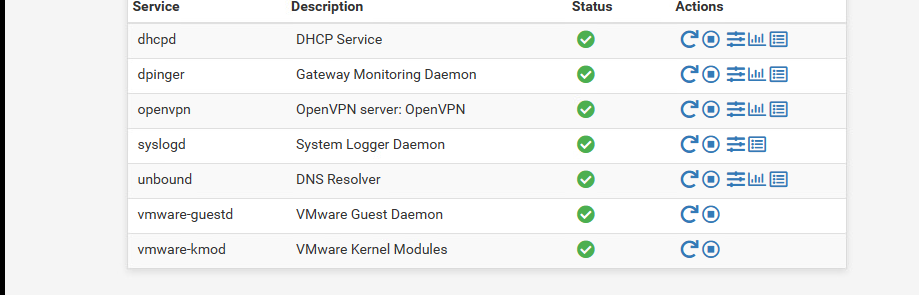 Service Description Status Actions
dhcpd DHCP Service
dpinger Gateway Monitoring Daemon
openvpn OpenVPN server: OpenVPN
syslogd System Logger Daemon
unbound DNS Resolver
vmware-guestd VMware Guest Daemon
vmware-kmod VMware Kernel Modules